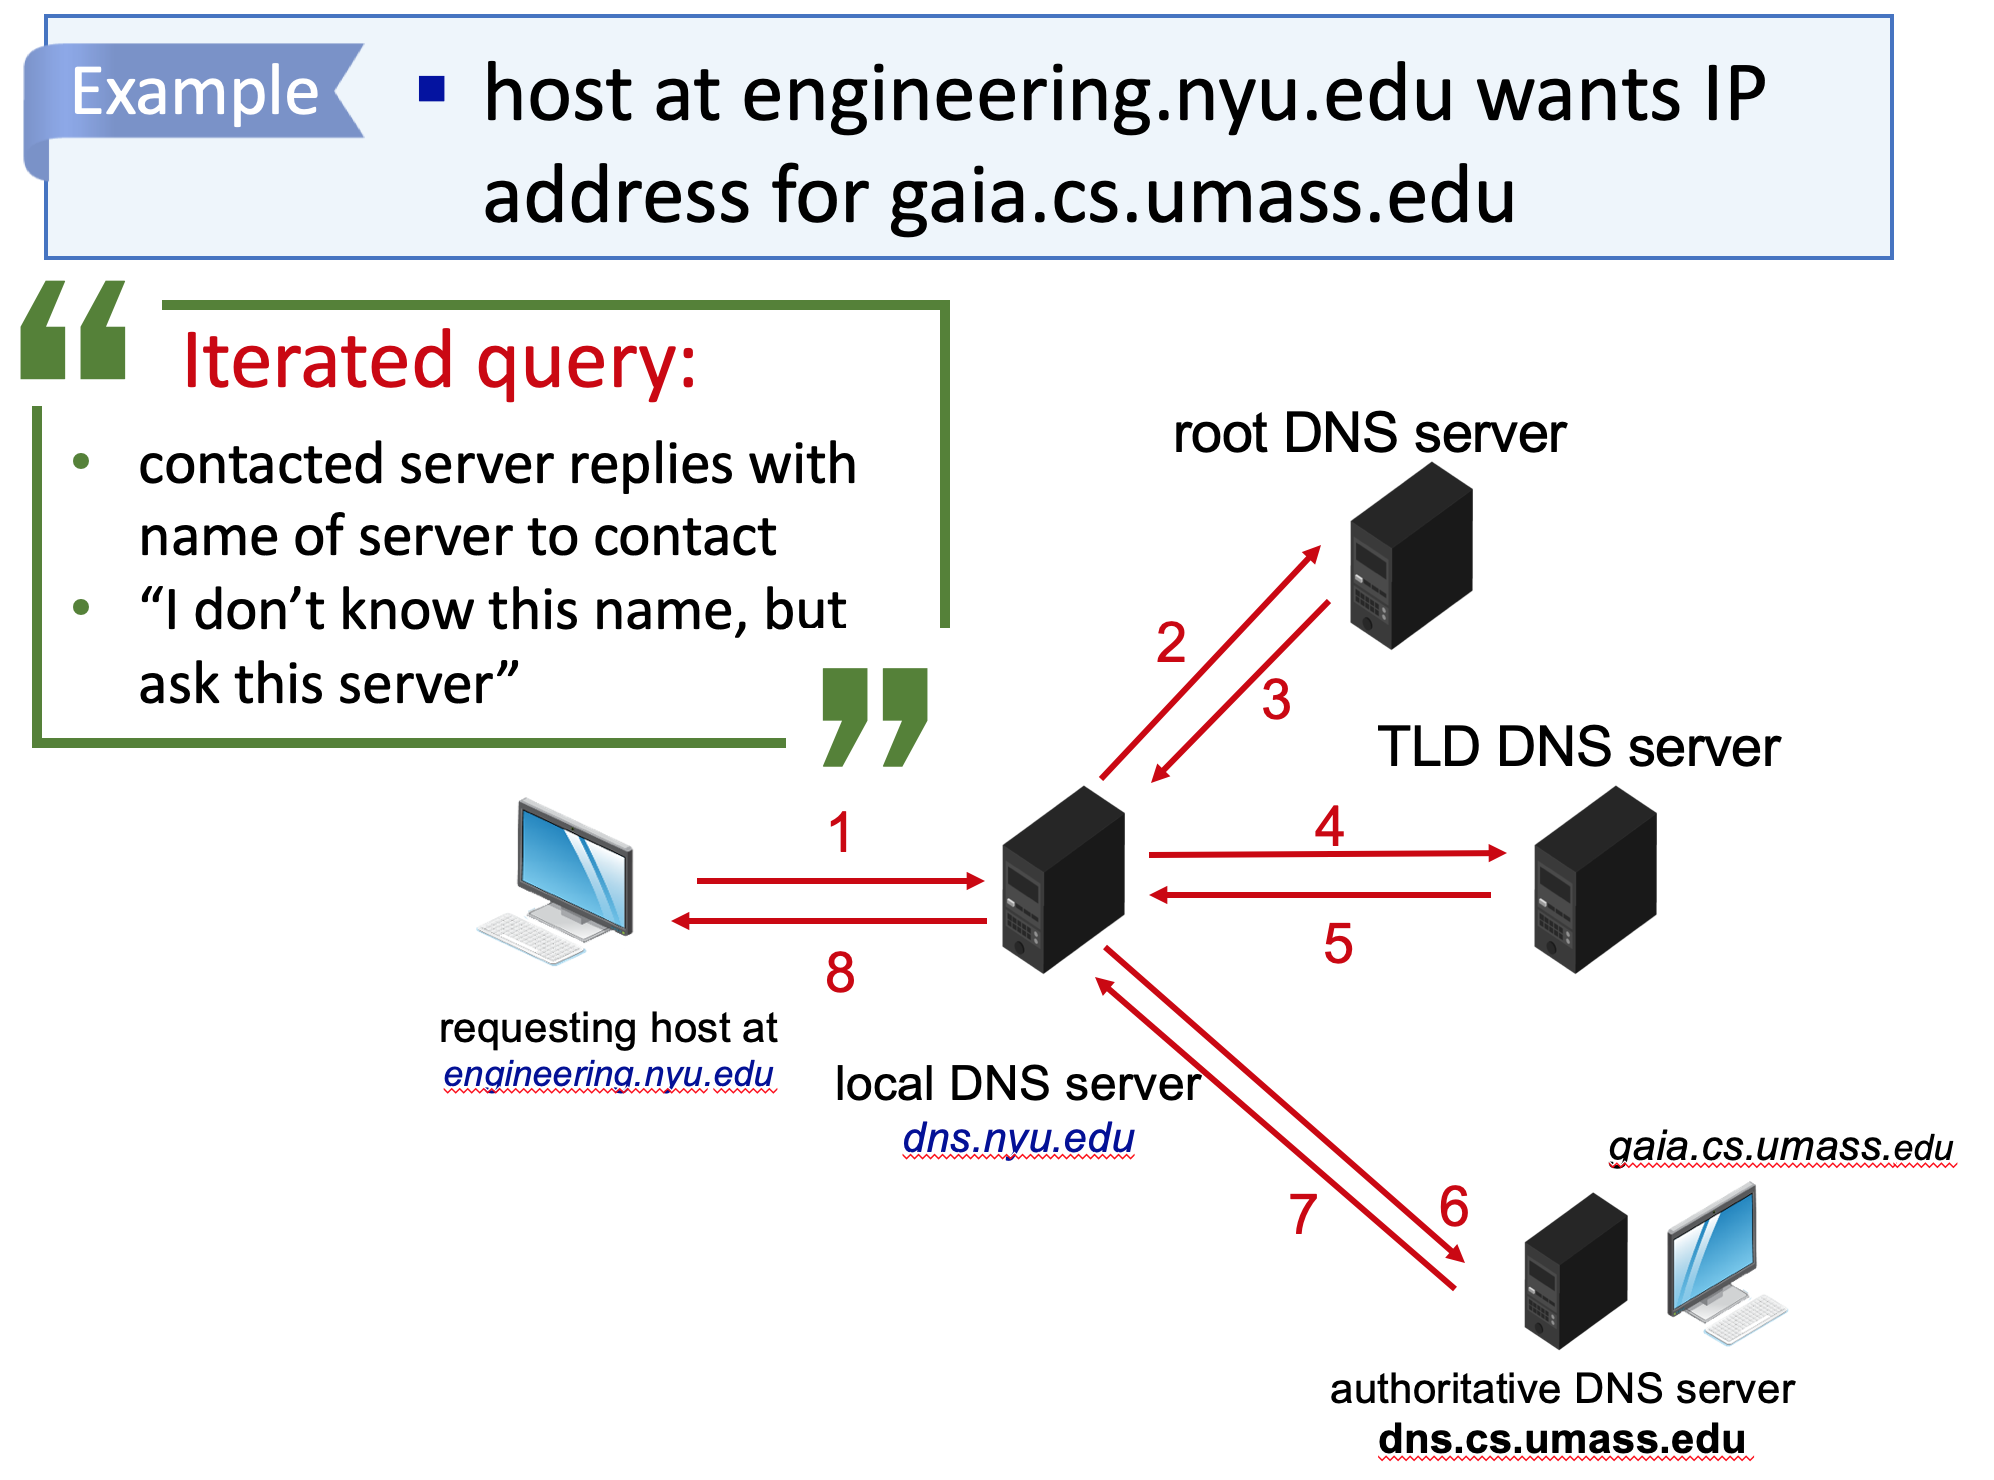 Example
▪ host at engineering.nyu.edu wants IP
address for gaia.cs.umass.edu
“
Iterated query:
• contacted server replies with
name of server to contact
• “I don’t know this name, but
ask this server”
”
root DNS server
2
3
TLD DNS server
1
4
8
5
requesting host at
engineering.nyu.edu
local DNS server
dns.nyu.edu
gaia.cs.umass.edu
7
6
authoritative DNS server
dns.cs.umass.edu